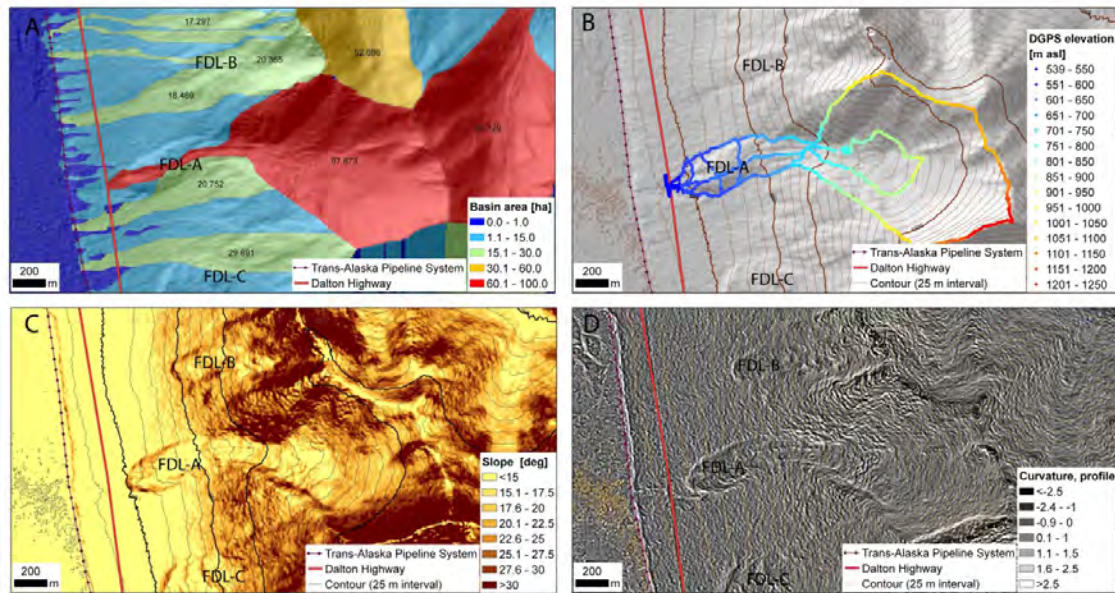 A
17.297
FDL-B
20.365
52.086
18.469
97.873
FDL-A
20.752
29.691
FDL-C
Basin area [ha]
0.0 - 1.0
1.1 - 15.0
15.1 - 30.0
30.1 - 60.0
60.1 - 100.0
Trans-Alaska Pipeline System
Dalton Highway
200 m
B
FDL-B
FDL-A
FDL-C
DGPS elevation
[m asl]
539 - 550
551 - 600
601 - 650
651 - 700
701 - 750
751 - 800
801 - 850
851 - 900
901 - 950
951 - 1000
1001 - 1050
1051 - 1100
1101 - 1150
1151 - 1200
1201 - 1250
Trans-Alaska Pipeline System
Dalton Highway
Contour (25 m interval)
200 m
C
FDL-B
FDL-A
FDL-C
Slope [deg]
<15
15.1 - 17.5
17.6 - 20
20.1 - 22.5
22.6 - 25
25.1 - 27.5
27.6 - 30
>30
Trans-Alaska Pipeline System
Dalton Highway
Contour (25 m interval)
200 m
D
FDL-B
FDL-A
FDL-C
Curvature, profile
<-2.5
-2.4 - -1
-0.9 - 0
0.1 - 1
1.1 - 1.5
1.6 - 2.5
>2.5
Trans-Alaska Pipeline System
Dalton Highway
Contour (25 m interval)
200 m